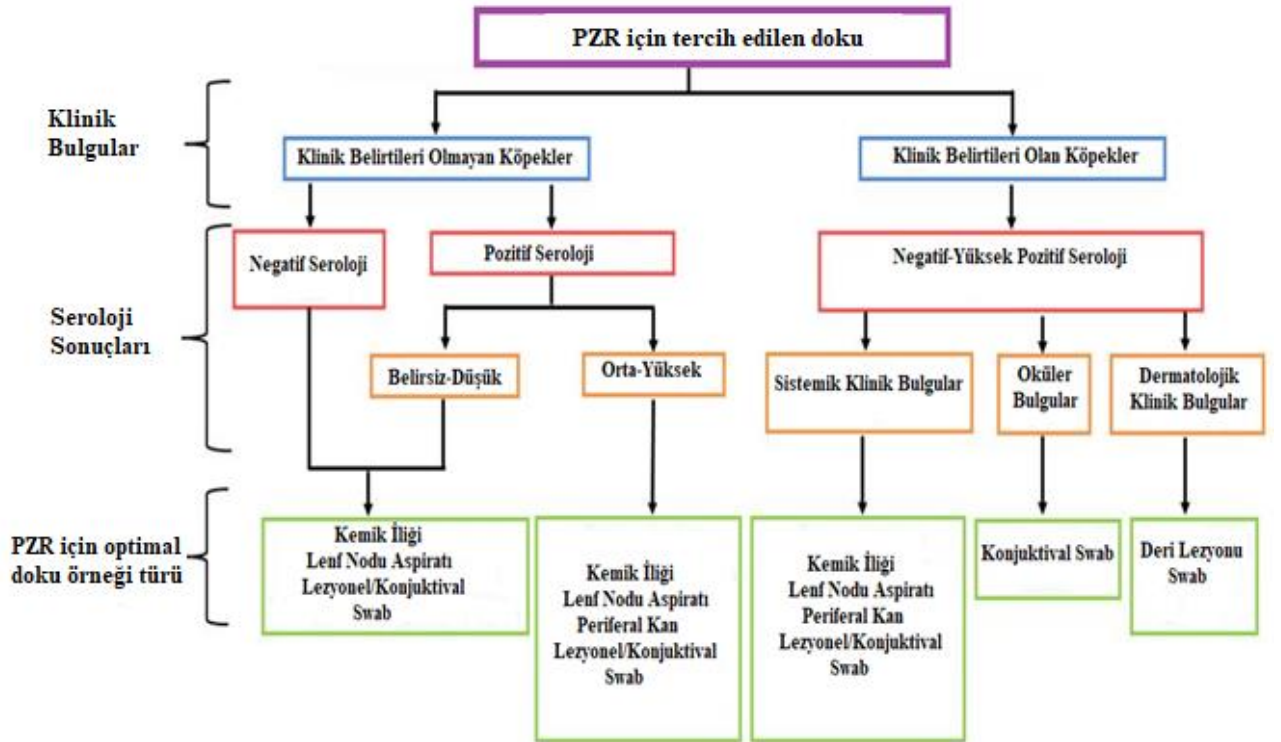 PZR için tercih edilen doku
Klinik
Bulgular
Klinik Belirtileri Olmayan Köpekler
Klinik Belirtileri Olan Köpekler
Seroloji
Sonuçları
Negatif Seroloji
Pozitif Seroloji
Negatif-Yüksek Pozitif Seroloji
Belirsiz-Düşük
Orta-Yüksek
Sistemik Klinik Bulgular
Oküler
Bulgular
Dermatolojik
Klinik Bulgular
PZR için optimal
doku örneği türü
Kemik İliği
Lenf Nodu Aspiratı
Lezyonel/Konjuktival
Swab
Kemik İliği
Lenf Nodu Aspiratı
Periferal Kan
Lezyonel/Konjuktival
Swab
Kemik İliği
Lenf Nodu Aspiratı
Periferal Kan
Lezyonel/Konjuktival
Swab
Konjuktival Swab
Deri Lezyonu
Swab